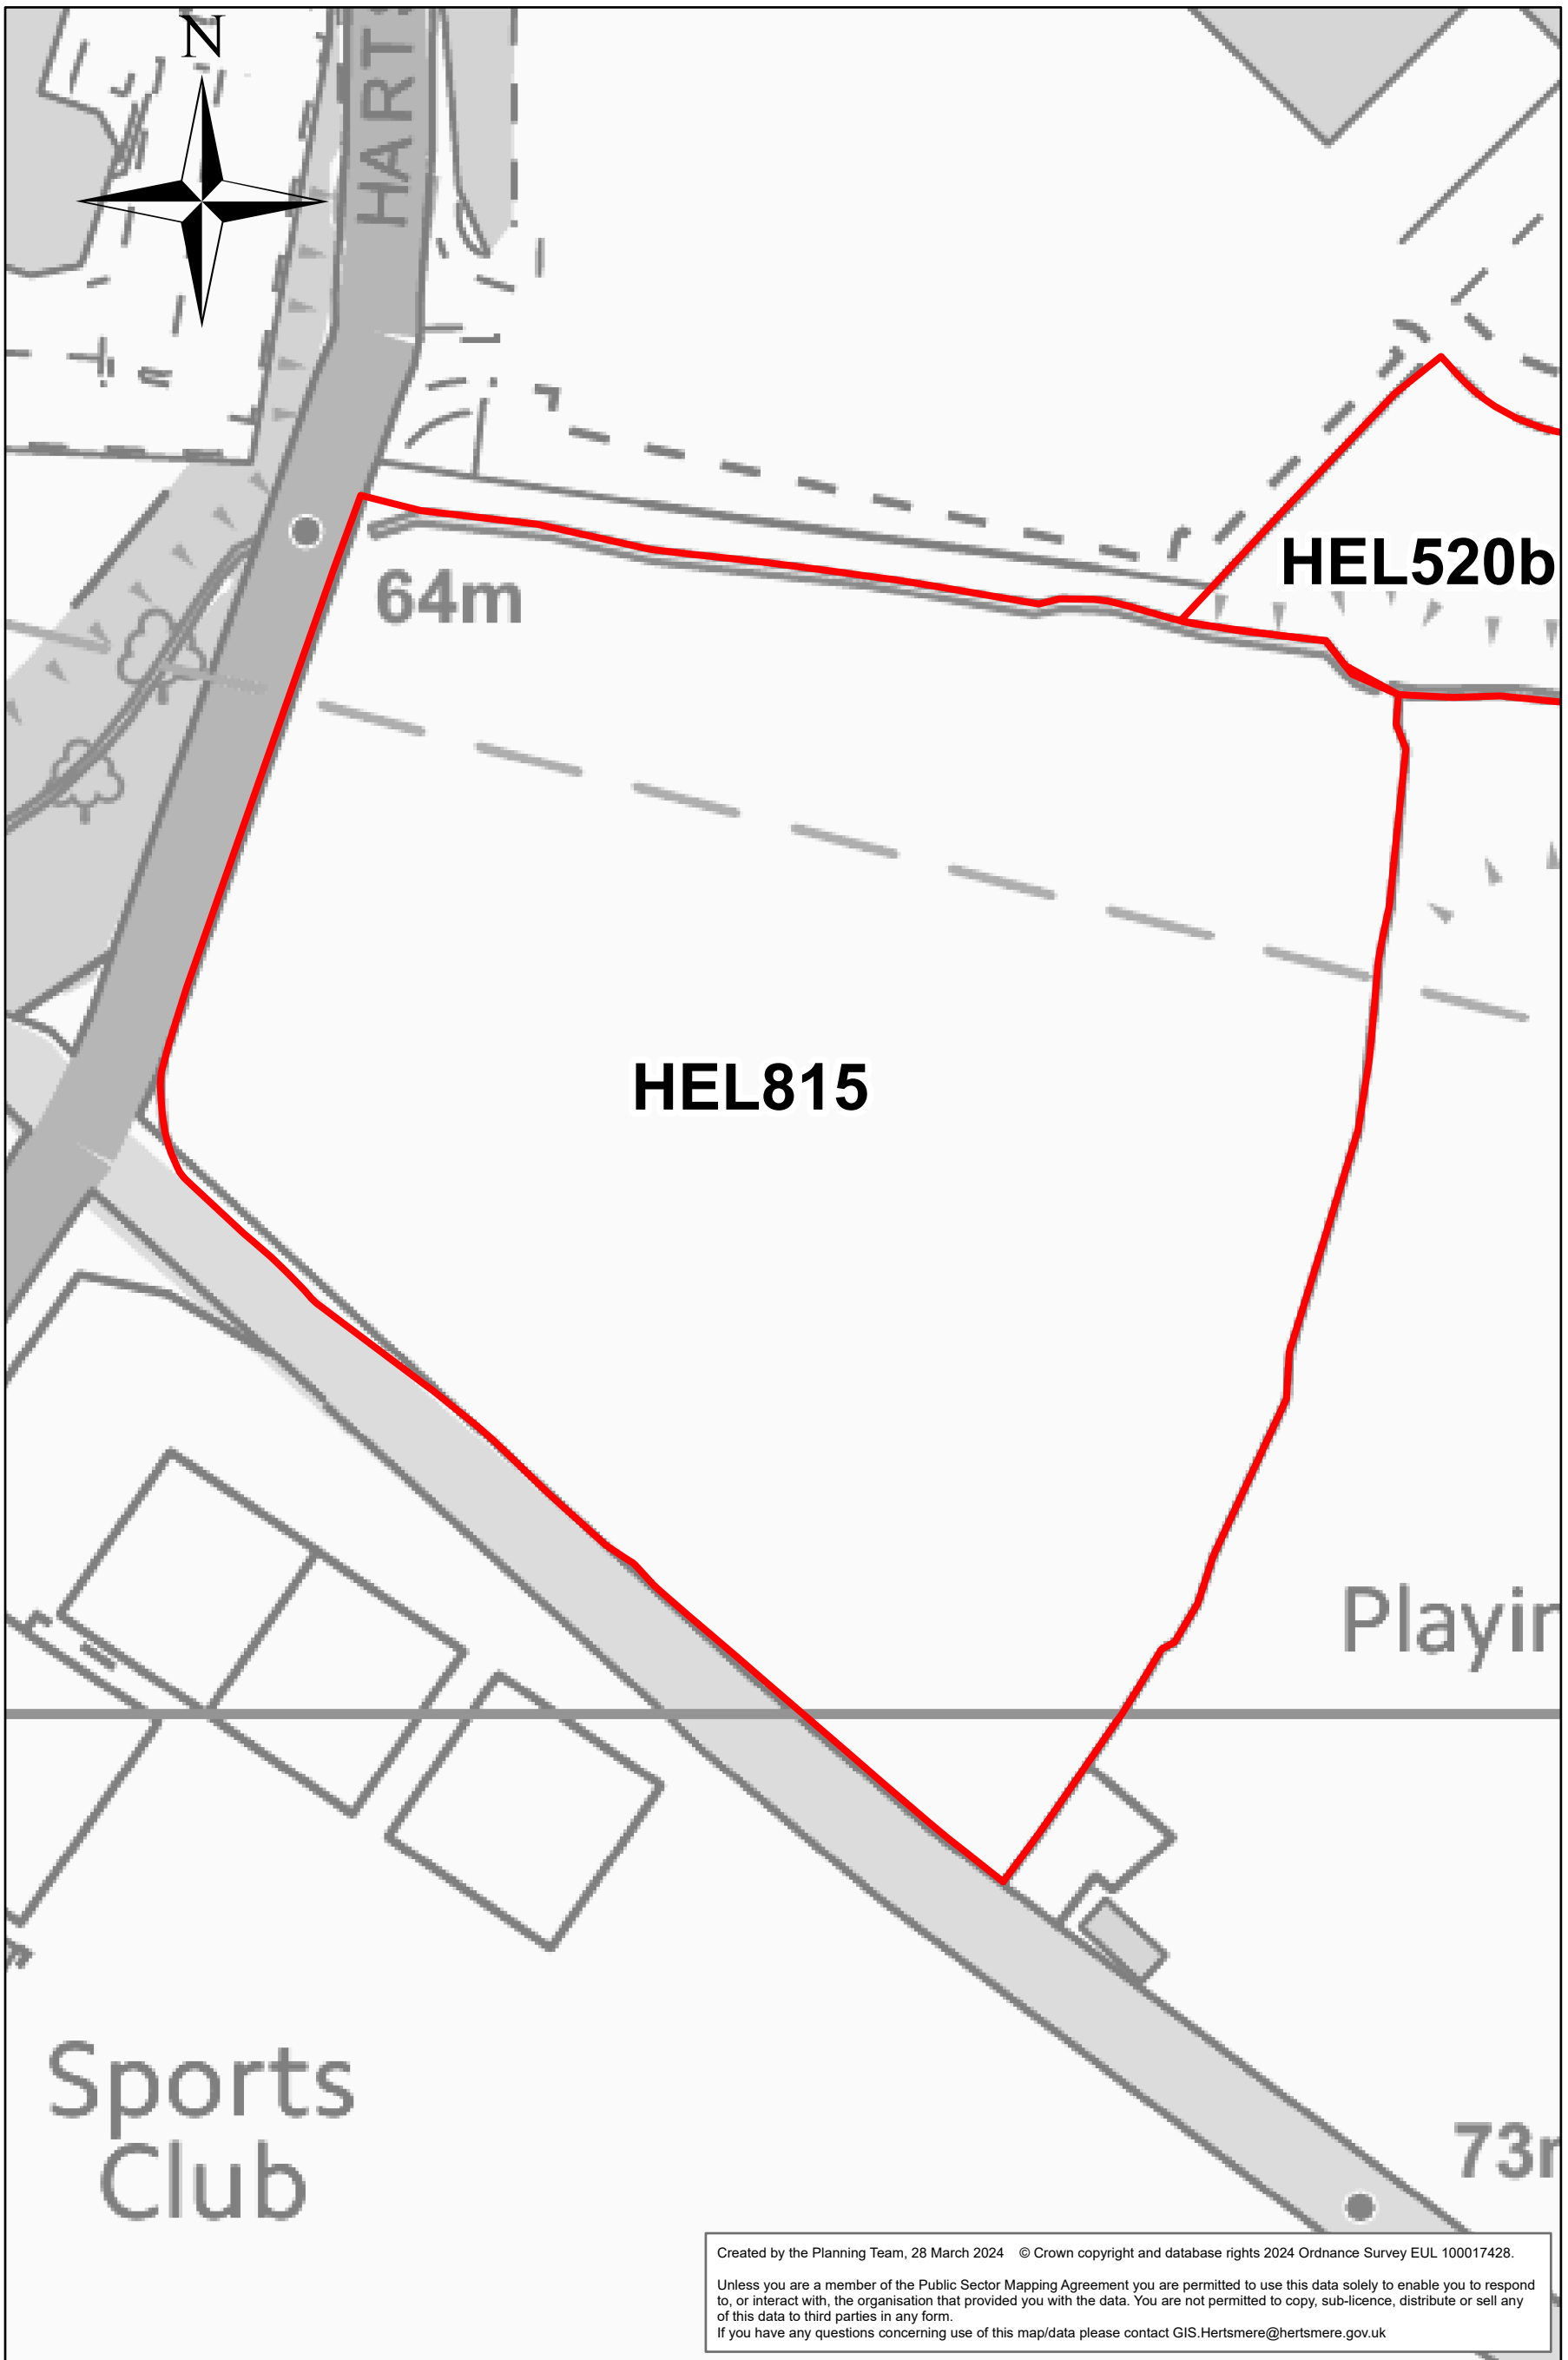 N
HARTS
64m
HEL520b
HEL815
Playin
Sports
Club
73m
Created by the Planning Team, 28 March 2024 © Crown copyright and database rights 2024 Ordnance Survey EUL 100017428.
Unless you are a member of the Public Sector Mapping Agreement you are permitted to use this data solely to enable you to respond
to, or interact with, the organisation that provided you with the data. You are not permitted to copy, sub-licence, distribute or sell any
of this data to third parties in any form.
If you have any questions concerning use of this map/data please contact GIS.Hertsmere@hertsmere.gov.uk